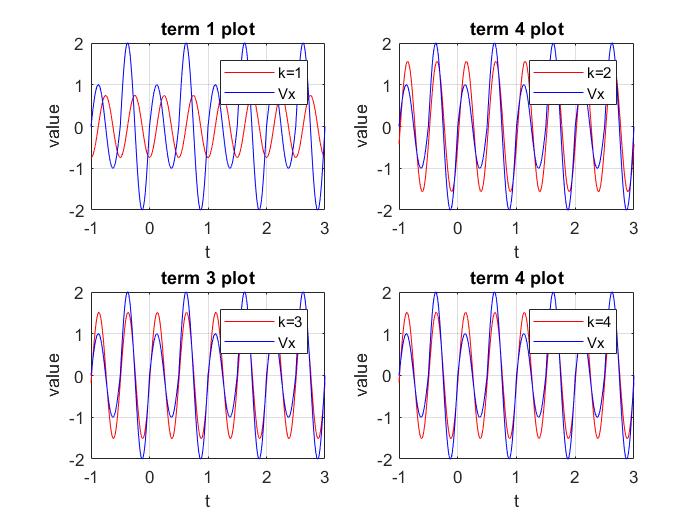 term 1 plot
2
1
0
-1
-2
value
k=1
Vx
-1 0 1 2 3
t
term 4 plot
2
1
0
-1
-2
value
k=2
Vx
-1 0 1 2 3
t
term 3 plot
2
1
0
-1
-2
value
k=3
Vx
-1 0 1 2 3
t
term 4 plot
2
1
0
-1
-2
value
k=4
Vx
-1 0 1 2 3
t